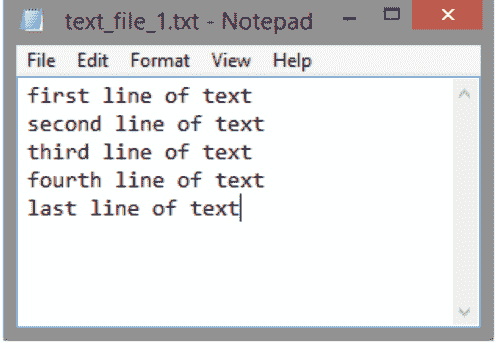 text_file_1.txt - Notepad
File Edit Format View Help
first line of text
second line of text
third line of text
fourth line of text
last line of text